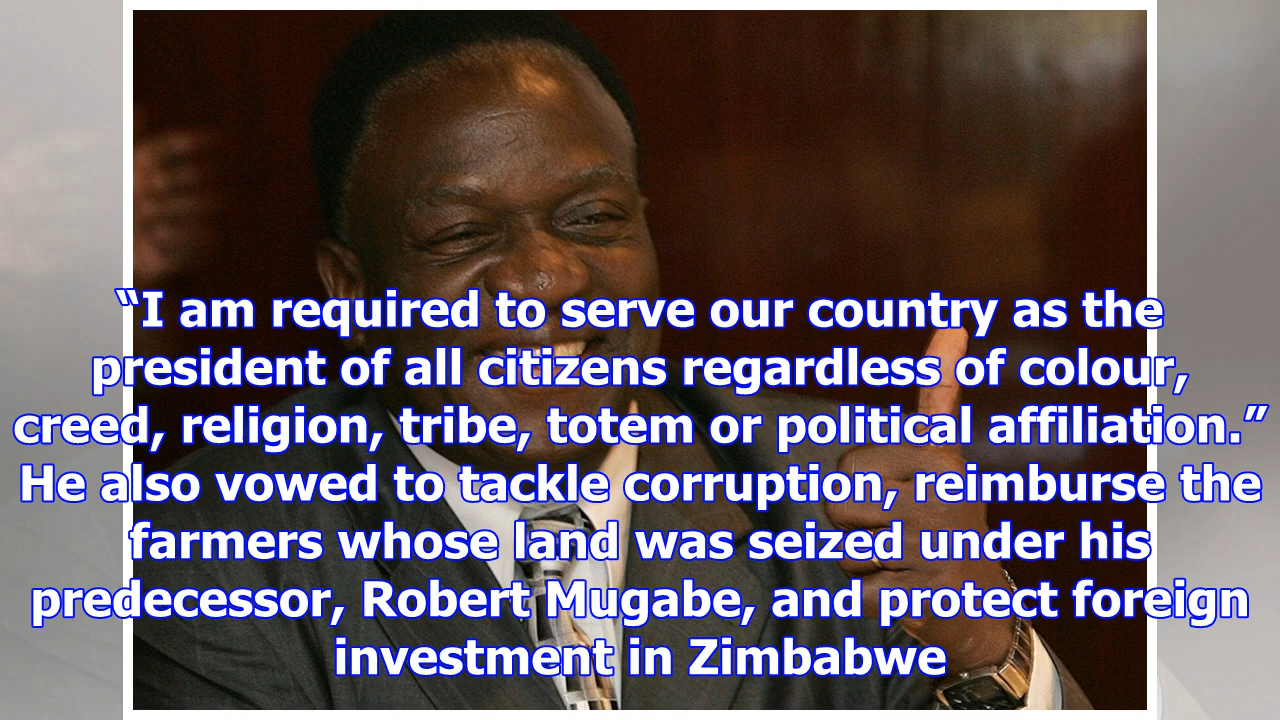 “I am required to serve our country as the
president of all citizens regardless of colour,
creed, religion, tribe, totem or political affiliation.”
He also vowed to tackle corruption, reimburse the
farmers whose land was seized under his
predecessor, Robert Mugabe, and protect foreign
investment in Zimbabwe